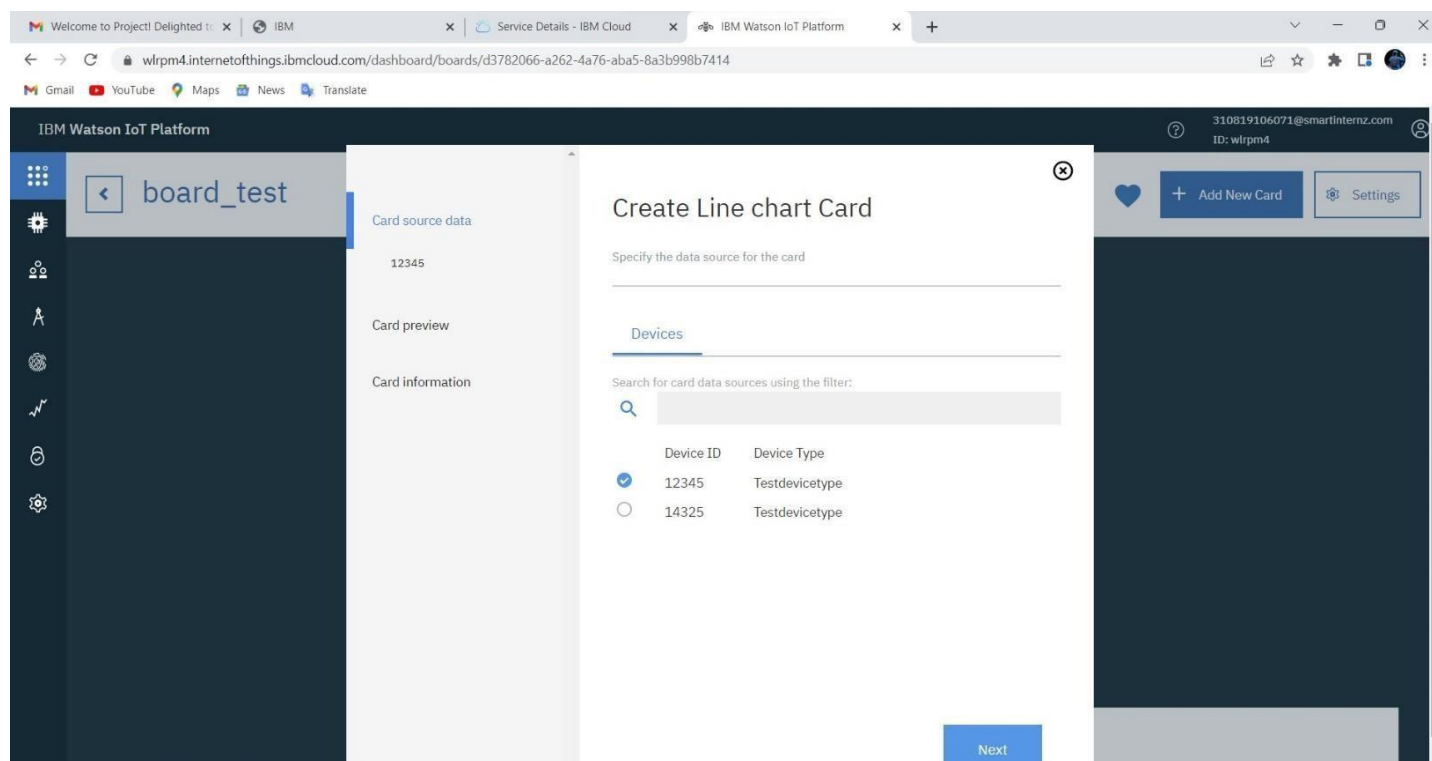 Welcome to Project! Delighted to
IBM
Service Details - IBM Cloud
IBM Watson IoT Platform
wlrpm4.internetofthings.ibmcloud.com/dashboard/boards/d3782066-a262-4a76-aba5-8a3b998b7414
Gmail YouTube Maps News Translate
IBM Watson IoT Platform
310819106071@smartinternz.com
ID: wlrpm4
board_test
Add New Card
Settings
Card source data
12345
Card preview
Card information
Create Line chart Card
Specify the data source for the card
Devices
Search for card data sources using the filter:
Device ID Device Type
12345 Testdevicetype
14325 Testdevicetype
Next